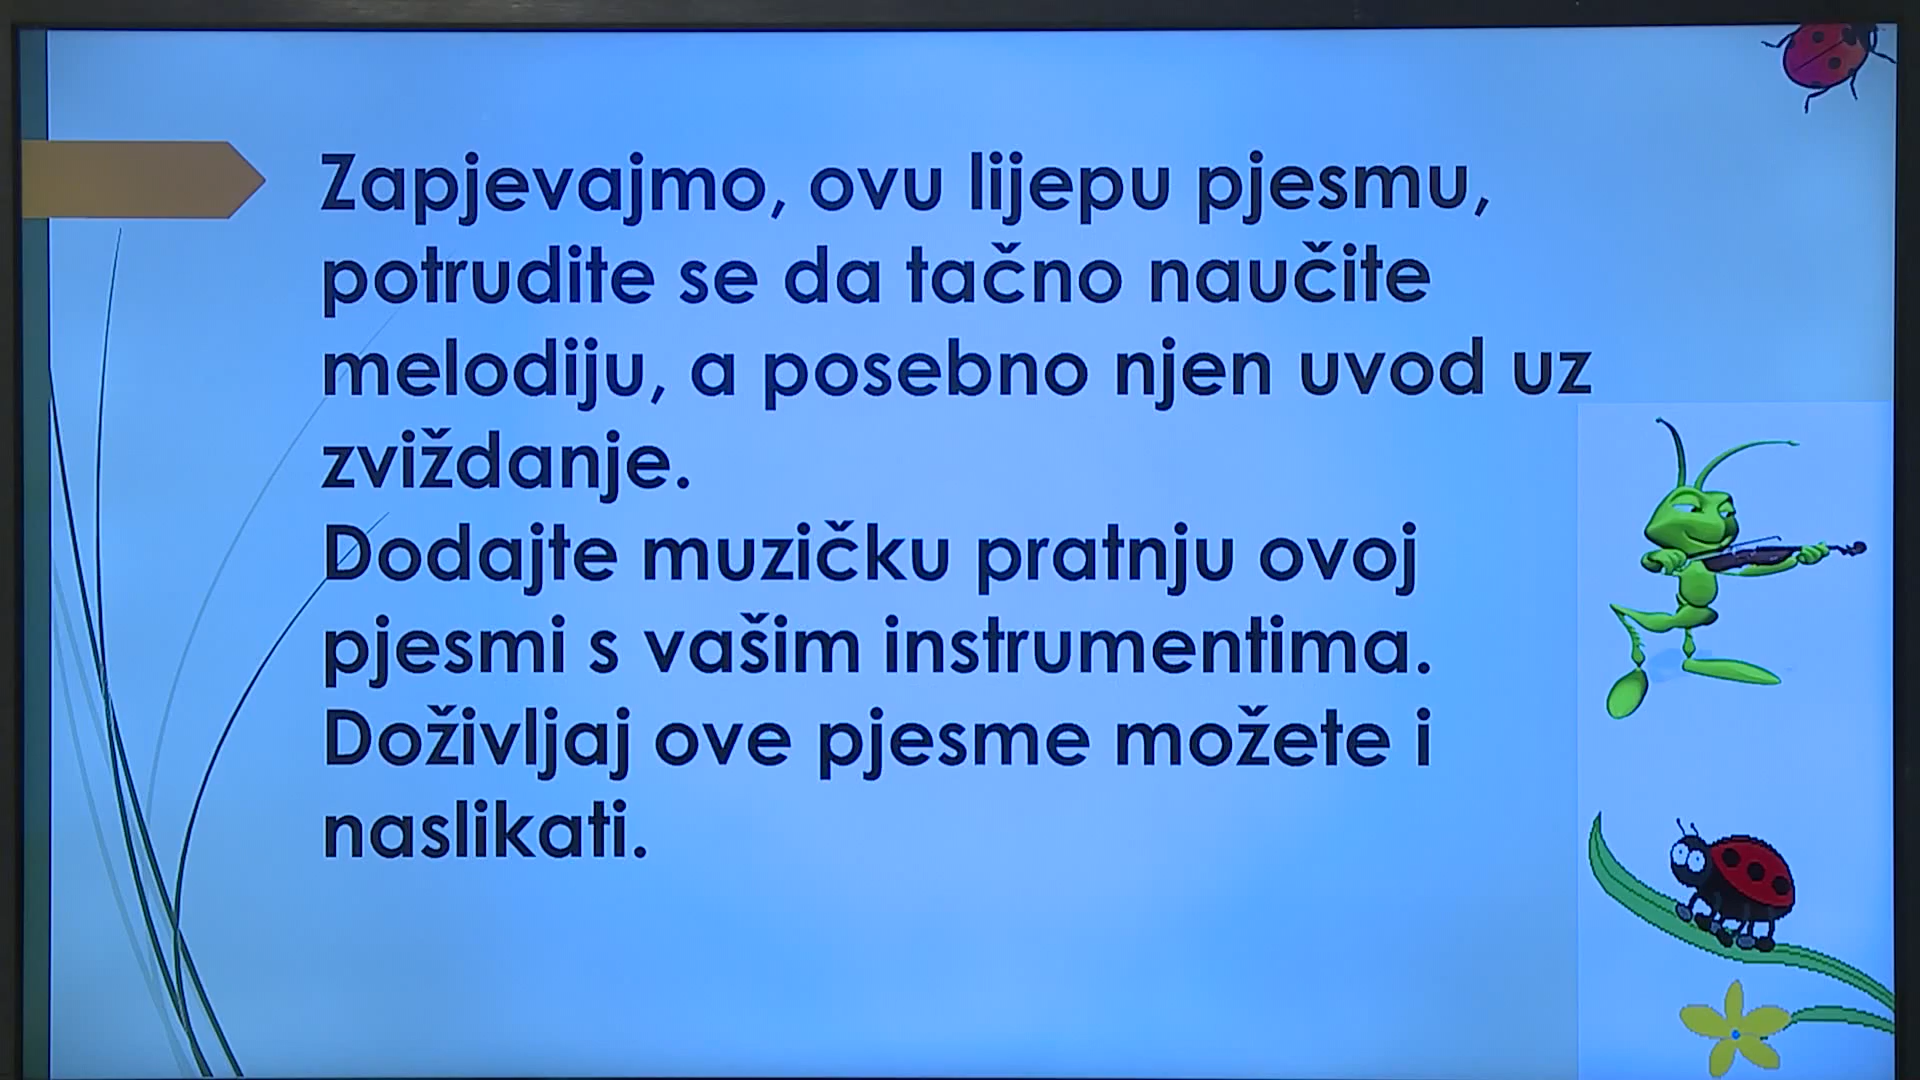 Zapjevajmo, ovu lijepu pjesmu,
potrudite se da tačno naučite
melodiju, a posebno njen uvod uz
zviždanje.
Dodajte muzičku pratnju ovoj
pjesmi s vašim instrumentima.
Doživljaj ove pjesme možete i
naslikati.